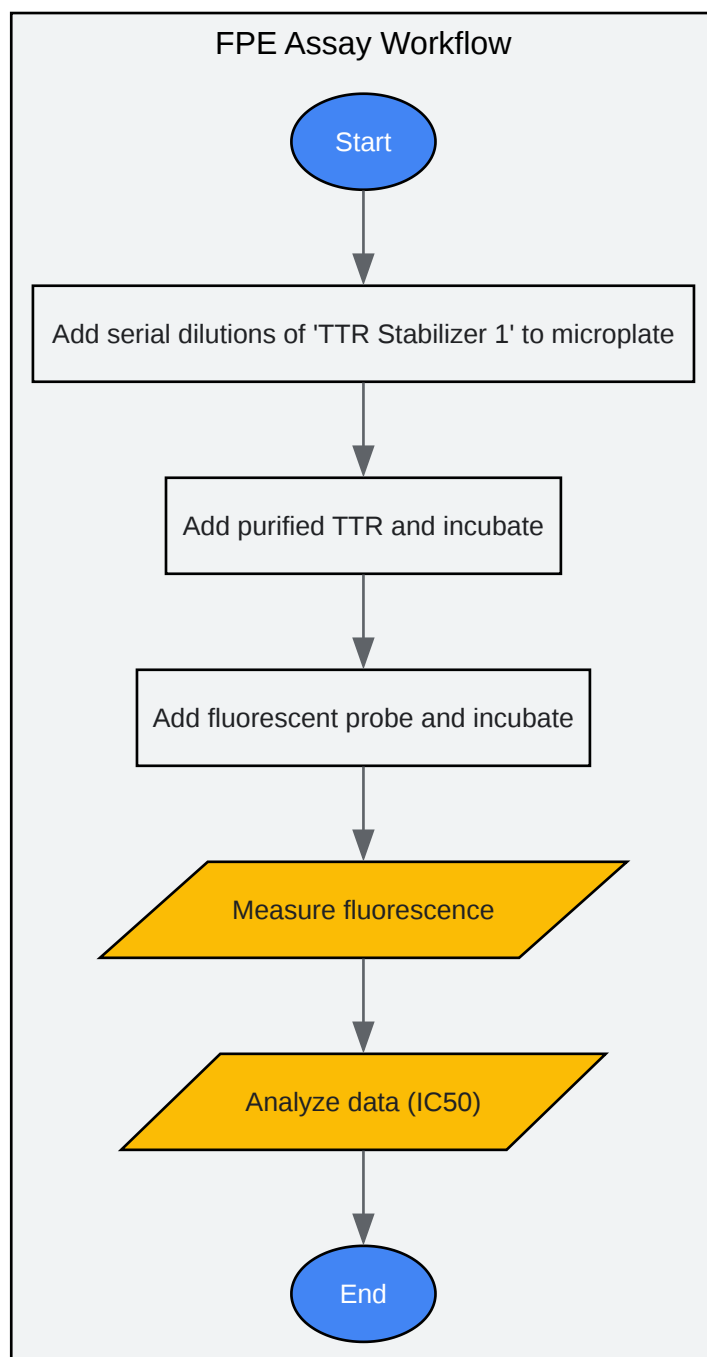 FPE Assay Workflow
Start
Add serial dilutions of 'TTR Stabilizer 1' to microplate
Add purified TTR and incubate
Add fluorescent probe and incubate
Measure fluorescence
Analyze data (IC50)
End